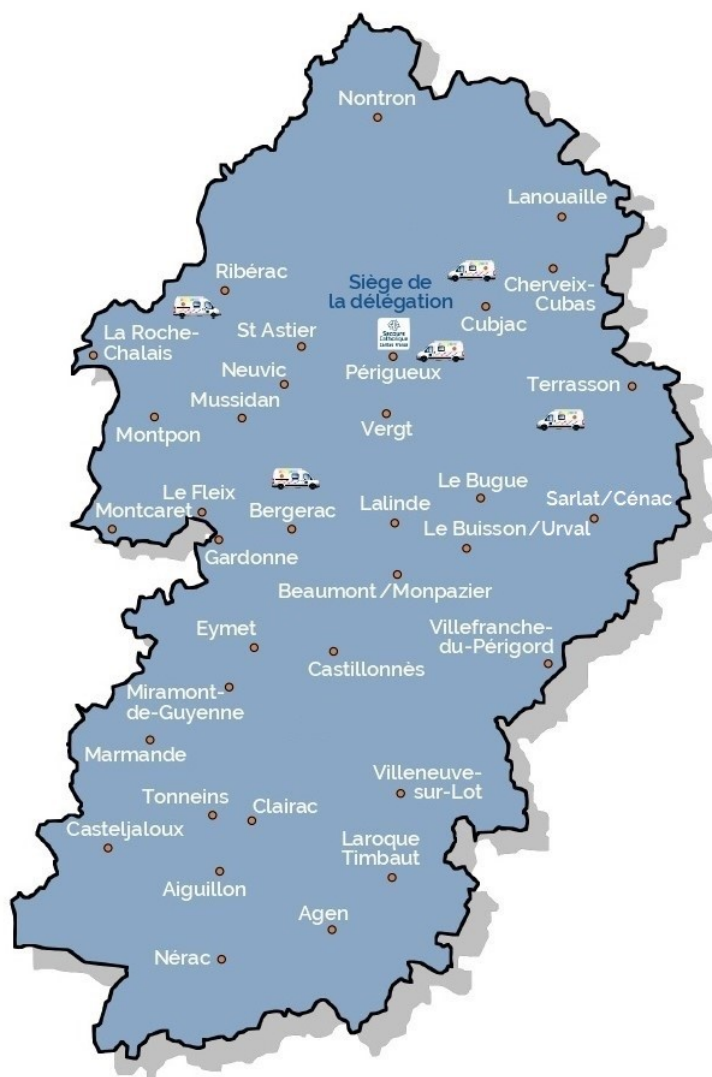 Nontron
Lanouaille
Ribérac
Siège de
la délégation
Cherveix-
Cubas
Cubjac
La Roche-
Chalais
St Astier
Secours
Catholique
Neuvic
Périgueux
Terrasson
Mussidan
Montpon
Vergt
Le Fleix
Montcaret
Bergerac
Lalinde
Le Bugue
Sarlat/Cénac
Le Buisson/Urval
Gardonne
Beaumont/Monpazier
Eymet
Castillonnès
Villefranche-
du-Périgord
Miramont-
de-Guyenne
Marmande
Villeneuve-
sur-Lot
Tonneins
Clairac
Casteljaloux
Laroque
Timbaut
Aiguillon
Agen
Nérac